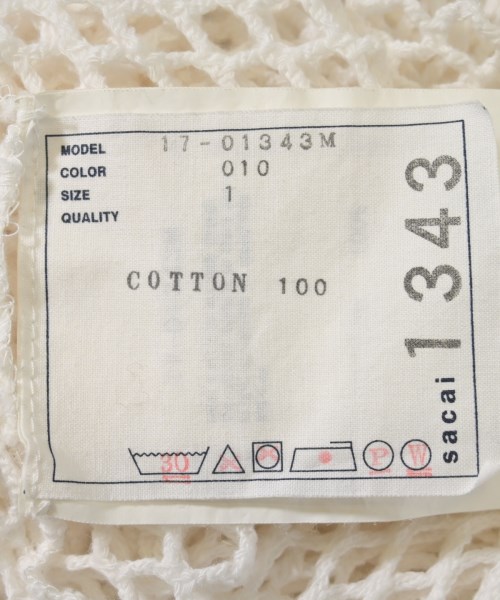 MODEL 17-01343M
COLOR 010
SIZE 1
QUALITY
COTTON 100
30 P W
sacai 1343